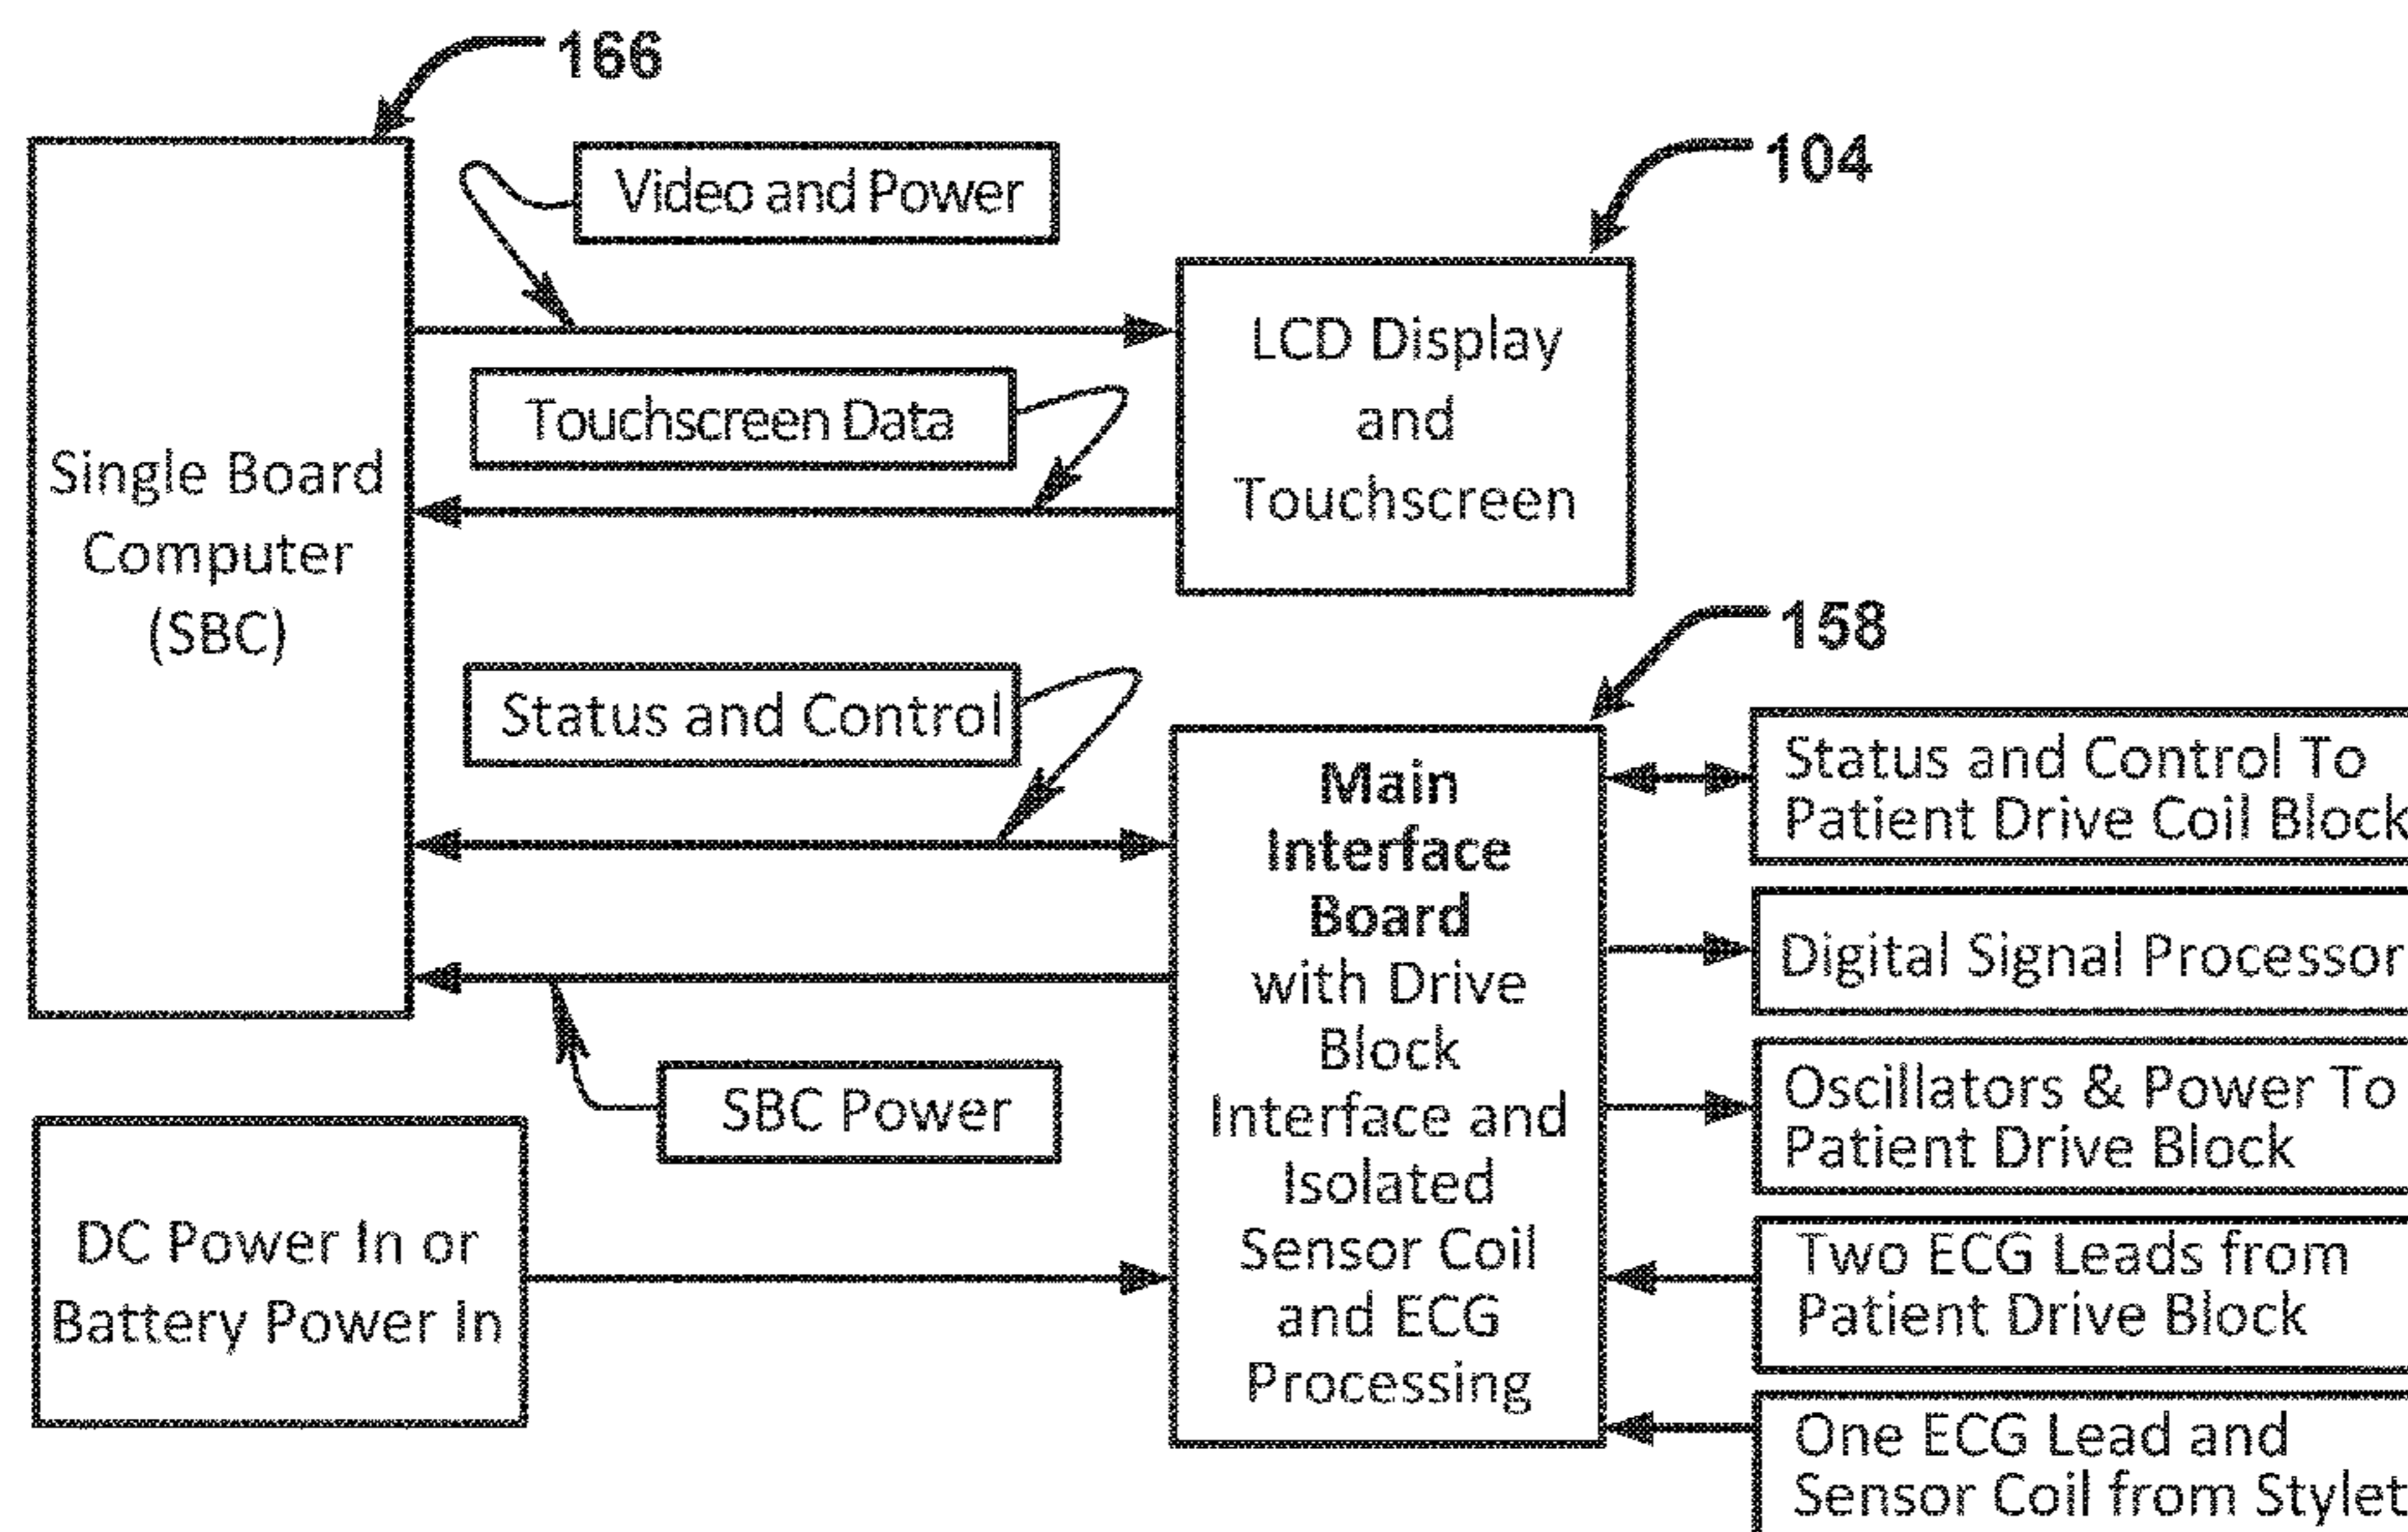 166
Video and Power
104
LCD Display
and
Touchscreen
Touchscreen Data
Single Board
Computer
(SBC)
158
Status and Control
Main
Interface
Board
with Drive
Block
Interface and
Isolated
Sensor Coil
and ECG
Processing
Status and Control To
Patient Drive Coil Block
Digital Signal Processor
Oscillators & Power To
Patient Drive Block
Two ECG Leads from
Patient Drive Block
One ECG Lead and
Sensor Coil from Stylet
SBC Power
DC Power In or
Battery Power In